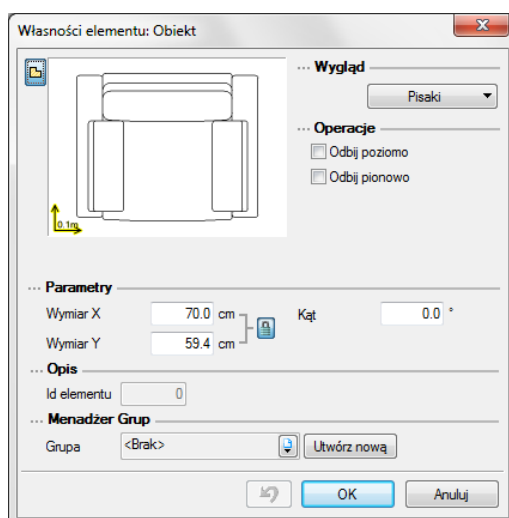 Własności elementu: Obiekt
... Wygląd
Pisaki
... Operacje
Odbij poziomo
Odbij pionowo
0.1m
... Parametry
Wymiar X 70.0 cm Kąt 0.0 °
Wymiar Y 59.4 cm
... Opis
Id elementu 0
... Menadżer Grup
Grupa <Brak> Utwórz nową
OK Anuluj